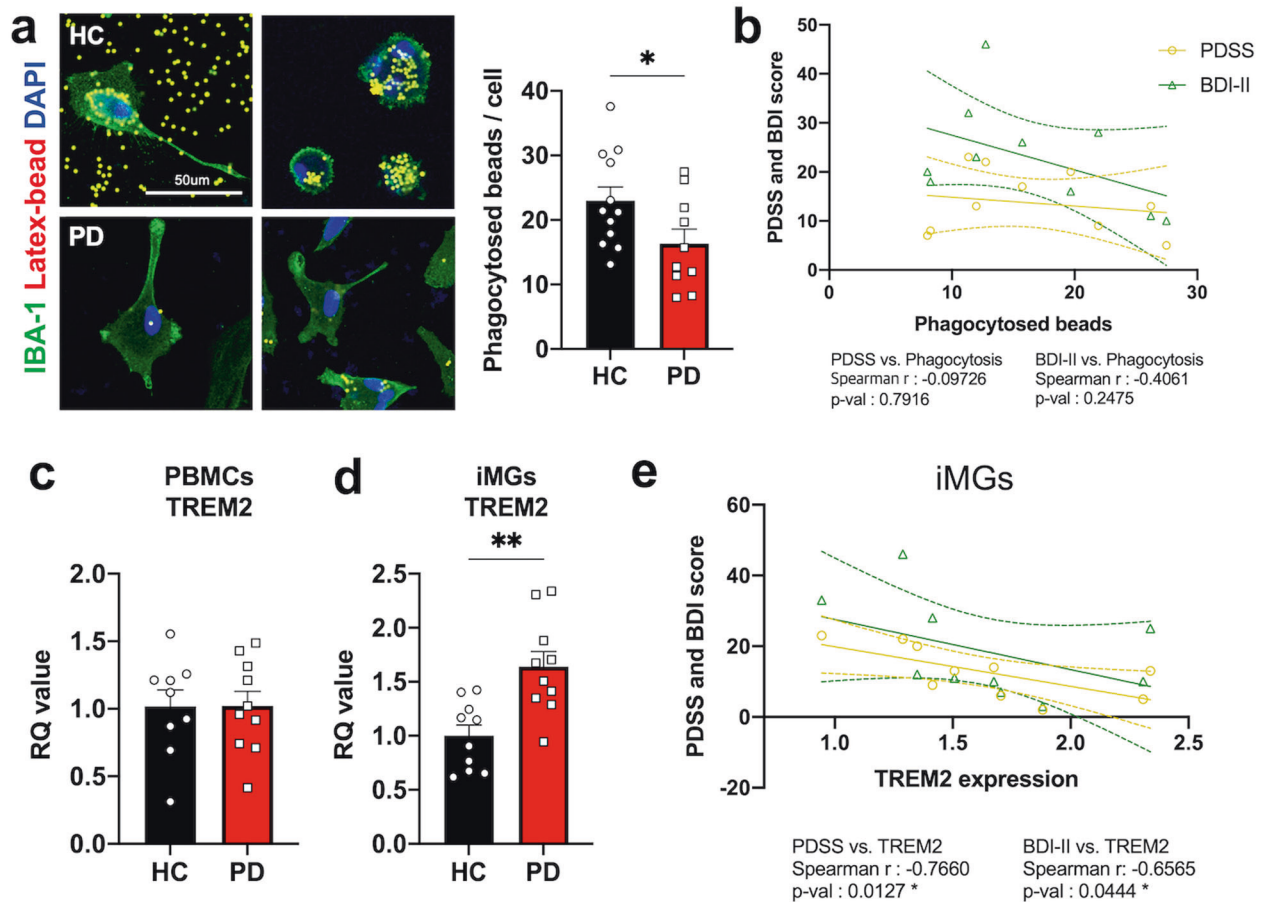 a
HC
PD
50um
IBA-1 Latex-bead DAPI
Phagocytosed beads / cell
40
30
20
10
0
*
HC PD
b
PDSS and BDI score
50
40
30
20
10
0
0 10 20 30
Phagocytosed beads
PDSS
BDI-II
PDSS vs. Phagocytosis
Spearman r : -0.09726
p-val : 0.7916
BDI-II vs. Phagocytosis
Spearman r : -0.4061
p-val : 0.2475
c
PBMCs
TREM2
RQ value
2.0
1.5
1.0
0.5
0.0
HC PD
d
iMGs
TREM2
**
RQ value
2.5
2.0
1.5
1.0
0.5
0.0
HC PD
e
iMGs
PDSS and BDI score
60
40
20
0
-20
1.0 1.5 2.0 2.5
TREM2 expression
PDSS vs. TREM2
Spearman r : -0.7660
p-val : 0.0127 *
BDI-II vs. TREM2
Spearman r : -0.6565
p-val : 0.0444 *